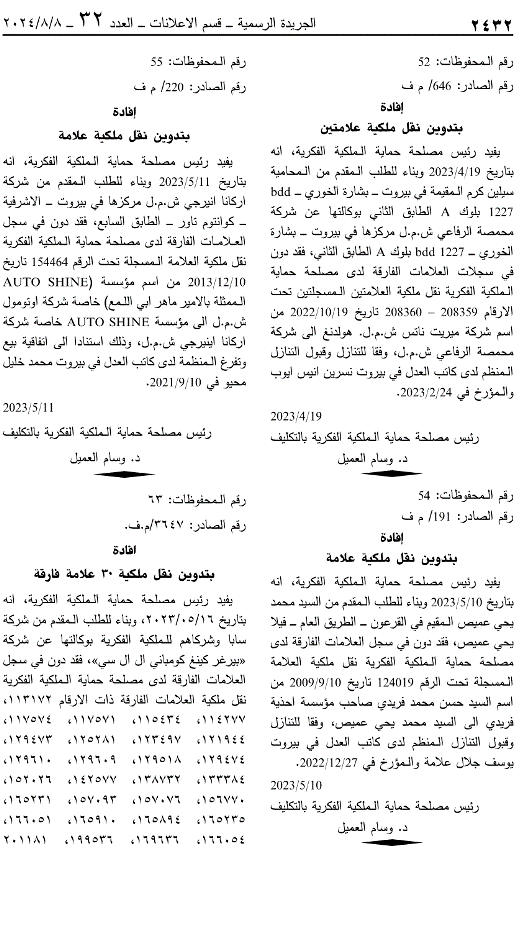 ٢٤٣٢
الجريدة الرسمية ــ قسم الاعلانات ــ العدد ٣٢ ــ ٢٠٢٤/٨/٨
رقم المحفوظات: 52
رقم الصادر: 646/ م ف
إفادة
بتدوين نقل ملكية علامتين
يفيد رئيس مصلحة حماية الملكية الفكرية، انه
بتاريخ 2023/4/19 وبناء للطلب المقدم من المحامية
سيلين كرم المقيمة في بيروت ــ بشارة الخوري ــ bdd
1227 بلوك A الطابق الثاني بوكالتها عن شركة
محمصة الرفاعي ش.م.ل مركزها في بيروت ــ بشارة
الخوري ــ bdd 1227 بلوك A الطابق الثاني، فقد دون
في سجلات العلامات الفارقة لدى مصلحة حماية
الملكية الفكرية نقل ملكية العلامتين المسجلتين تحت
الارقام 208359 – 208360 تاريخ 2022/10/19 من
اسم شركة ميريت ناتس ش.م.ل. هولدنغ الى شركة
محمصة الرفاعي ش.م.ل، وفقا للتنازل وقبول التنازل
المنظم لدى كاتب العدل في بيروت نسرين انيس ايوب
والمؤرخ في 2023/2/24.
2023/4/19
رئيس مصلحة حماية الملكية الفكرية بالتكليف
د. وسام العميل
رقم المحفوظات: 54
رقم الصادر: 191/ م ف
إفادة
بتدوين نقل ملكية علامة
يفيد رئيس مصلحة حماية الملكية الفكرية، انه
بتاريخ 2023/5/10 وبناء للطلب المقدم من السيد محمد
يحي عميص المقيم في القرعون ــ الطريق العام ــ فيلا
يحي عميص، فقد دون في سجل العلامات الفارقة لدى
مصلحة حماية الملكية الفكرية نقل ملكية العلامة
المسجلة تحت الرقم 124019 تاريخ 2009/9/10 من
اسم السيد حسن محمد فريدي صاحب مؤسسة احذية
فريدي الى السيد محمد يحي عميص، وفقا للتنازل
وقبول التنازل المنظم لدى كاتب العدل في بيروت
يوسف جلال علامة والمؤرخ في 2022/12/27.
2023/5/10
رئيس مصلحة حماية الملكية الفكرية بالتكليف
د. وسام العميل
رقم المحفوظات: 55
رقم الصادر: 220/ م ف
إفادة
بتدوين نقل ملكية علامة
يفيد رئيس مصلحة حماية الملكية الفكرية، انه
بتاريخ 2023/5/11 وبناء للطلب المقدم من شركة
اركانا انيرجي ش.م.ل مركزها في بيروت ــ الاشرفية
ــ كوانتوم تاور ــ الطابق السابع، فقد دون في سجل
العلامات الفارقة لدى مصلحة حماية الملكية الفكرية
نقل ملكية العلامة المسجلة تحت الرقم 154464 تاريخ
2013/12/10 من اسم مؤسسة (AUTO SHINE
الممثلة بالامير ماهر ابي اللمع) خاصة شركة اوتومول
ش.م.ل الى مؤسسة AUTO SHINE خاصة شركة
اركانا اينيرجي ش.م.ل، وذلك استنادا الى اتفاقية بيع
وتفرغ المنظمة لدى كاتب العدل في بيروت محمد خليل
محيو في 2021/9/10.
2023/5/11
رئيس مصلحة حماية الملكية الفكرية بالتكليف
د. وسام العميل
رقم المحفوظات: ٦٣
رقم الصادر: ٣٦٤٧/م.ف.
افادة
بتدوين نقل ملكية ٣٠ علامة فارقة
يفيد رئيس مصلحة حماية الملكية الفكرية، انه
بتاريخ ٢٠٢٣/٠٥/١٦، وبناء للطلب المقدم من شركة
سابا وشركاهم للملكية الفكرية بوكالتها عن شركة
«بيرغر كينغ كومباني ال ال سي»، فقد دون في سجل
العلامات الفارقة لدى مصلحة حماية الملكية الفكرية
نقل ملكية العلامات الفارقة ذات الارقام ١١٣١٧٢،
١١٤٢٧٧، ١١٥٤٣٤، ١١٧٥٧١، ١١٧٥٧٤،
١٢١٩٤٤، ١٢٣٤٩٧، ١٢٥٢٨١، ١٢٩٤٧٣،
١٢٩٤٧٤، ١٢٩٥١٨، ١٢٩٦٠٩، ١٢٩٦١٠،
١٣٣٣٨٤، ١٣٨٧٣٢، ١٤٢٥٧٧، ١٥٢٠٢٦،
١٥٦٧٧٠، ١٥٧٠٧٦، ١٥٧٠٩٣، ١٦٥٢٣١،
١٦٥٢٣٥، ١٦٥٨٩٤، ١٦٥٩١٠، ١٦٦٠٥١،
١٦٦٠٥٤، ١٦٩٦٣٦، ١٩٩٥٣٦، ٢٠١١٨١